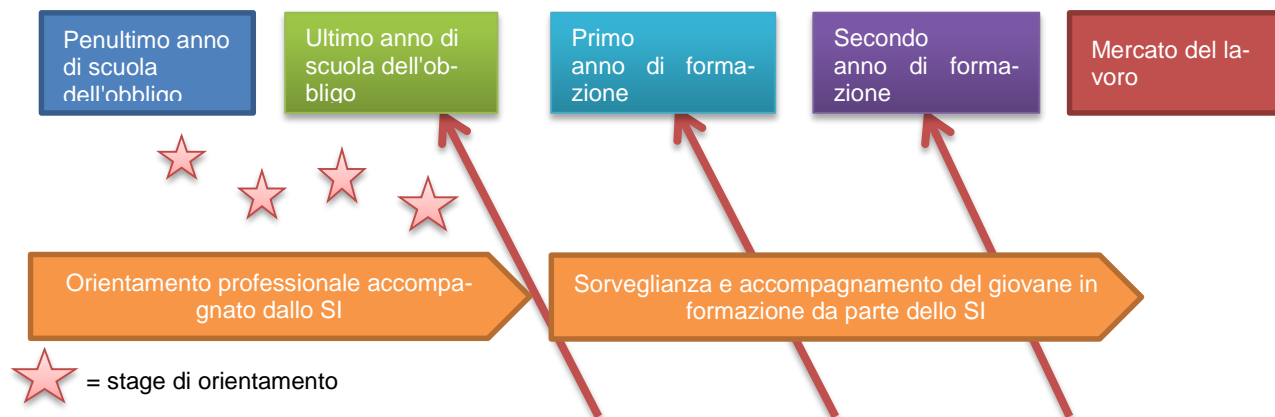 Penultimo anno
di scuola
dell'obbligo
Ultimo anno di
scuola dell'ob-
bligo
Primo
anno di forma-
zione
Secondo
anno di forma-
zione
Mercato del la-
voro
Orientamento professionale accompa-
gnato dallo SI
Sorveglianza e accompagnamento del giovane in
formazione da parte dello SI
= stage di orientamento